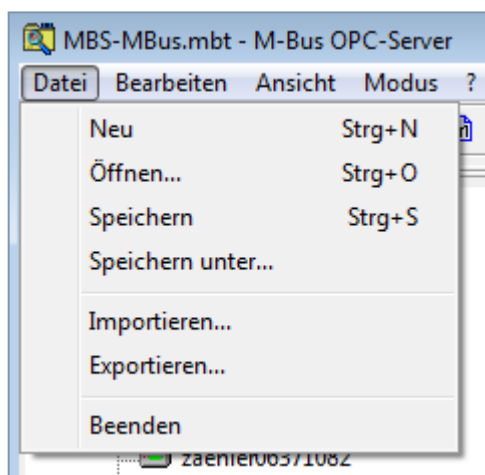 MBS-MBus.mbt - M-Bus OPC-Server
Datei Bearbeiten Ansicht Modus ?
Neu Strg+N
Öffnen... Strg+O
Speichern Strg+S
Speichern unter...
Importieren...
Exportieren...
Beenden
zaehler06371082